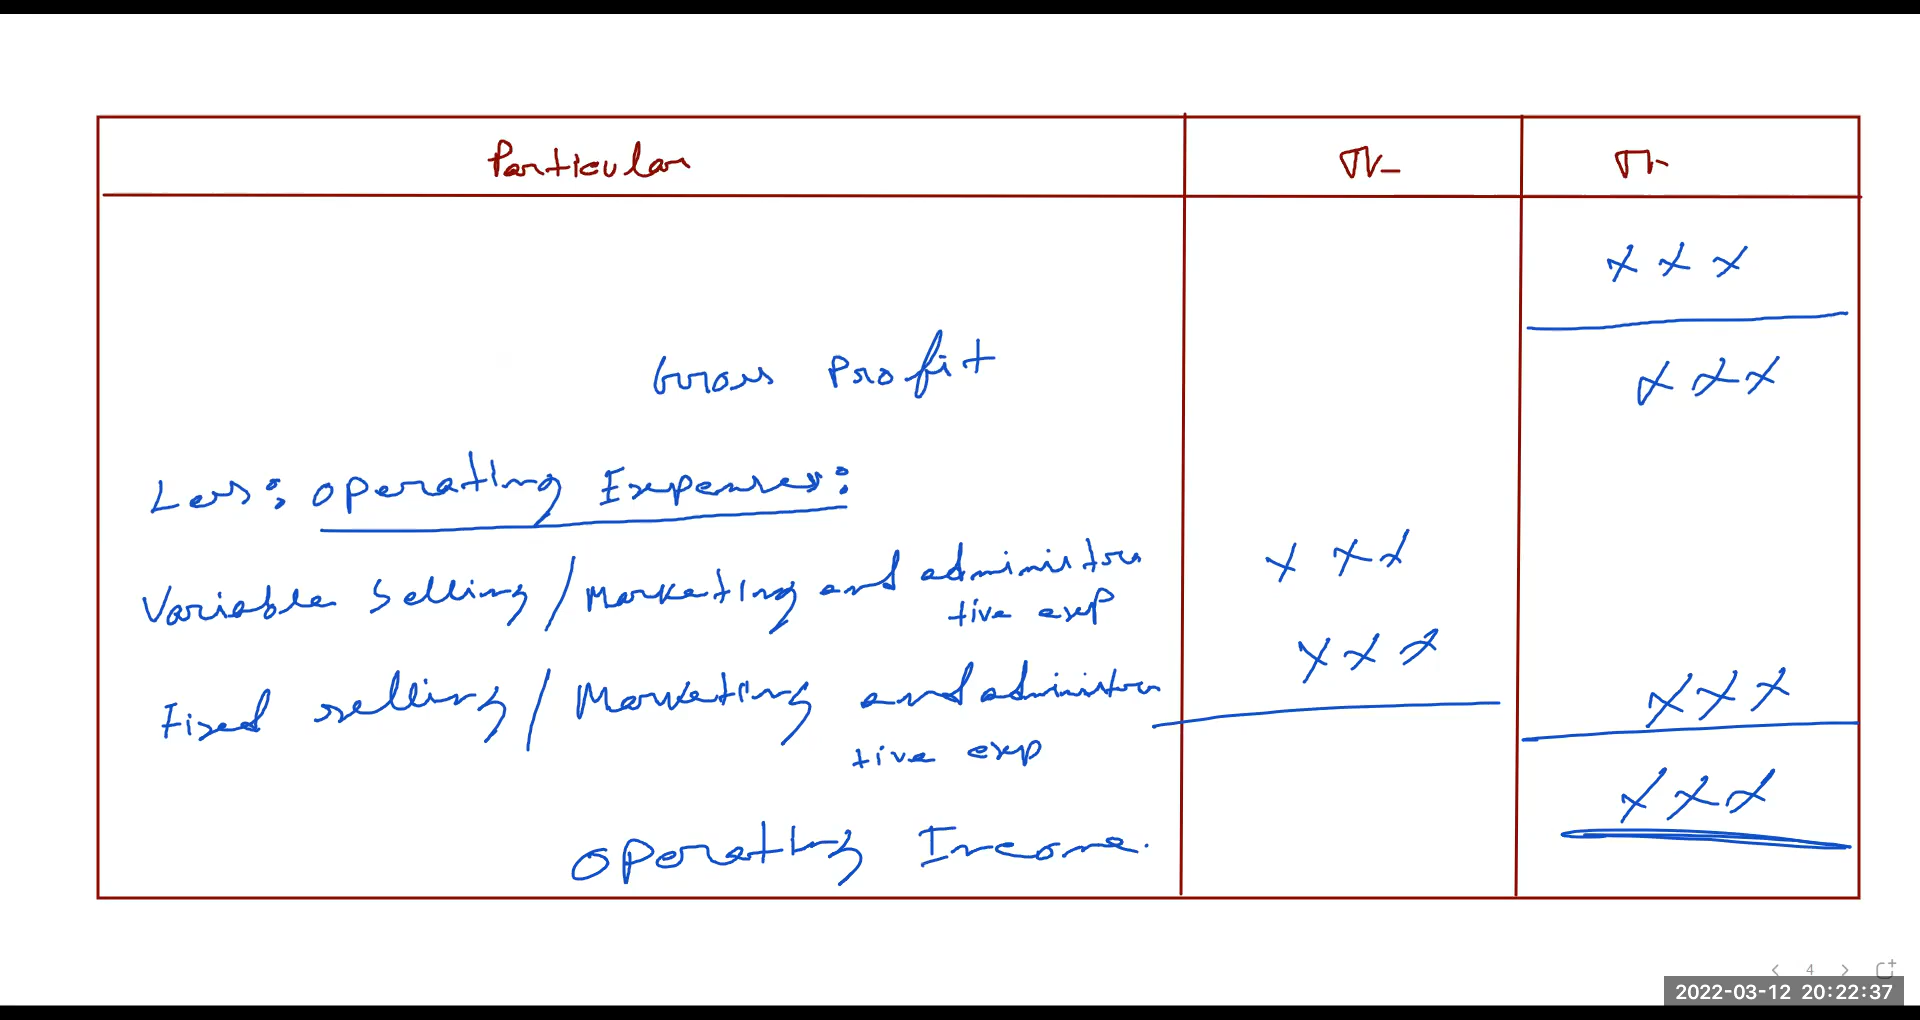 Particular Tk- Tk-
xxx
Gross Profit xxx
Less: Operating Expenses:
Variable Selling/Marketing and administra xxx
tive exp
Fixed selling/Marketing and administra xxx xxx
tive exp
Operating Income. xxx
4
2022-03-12 20:22:37